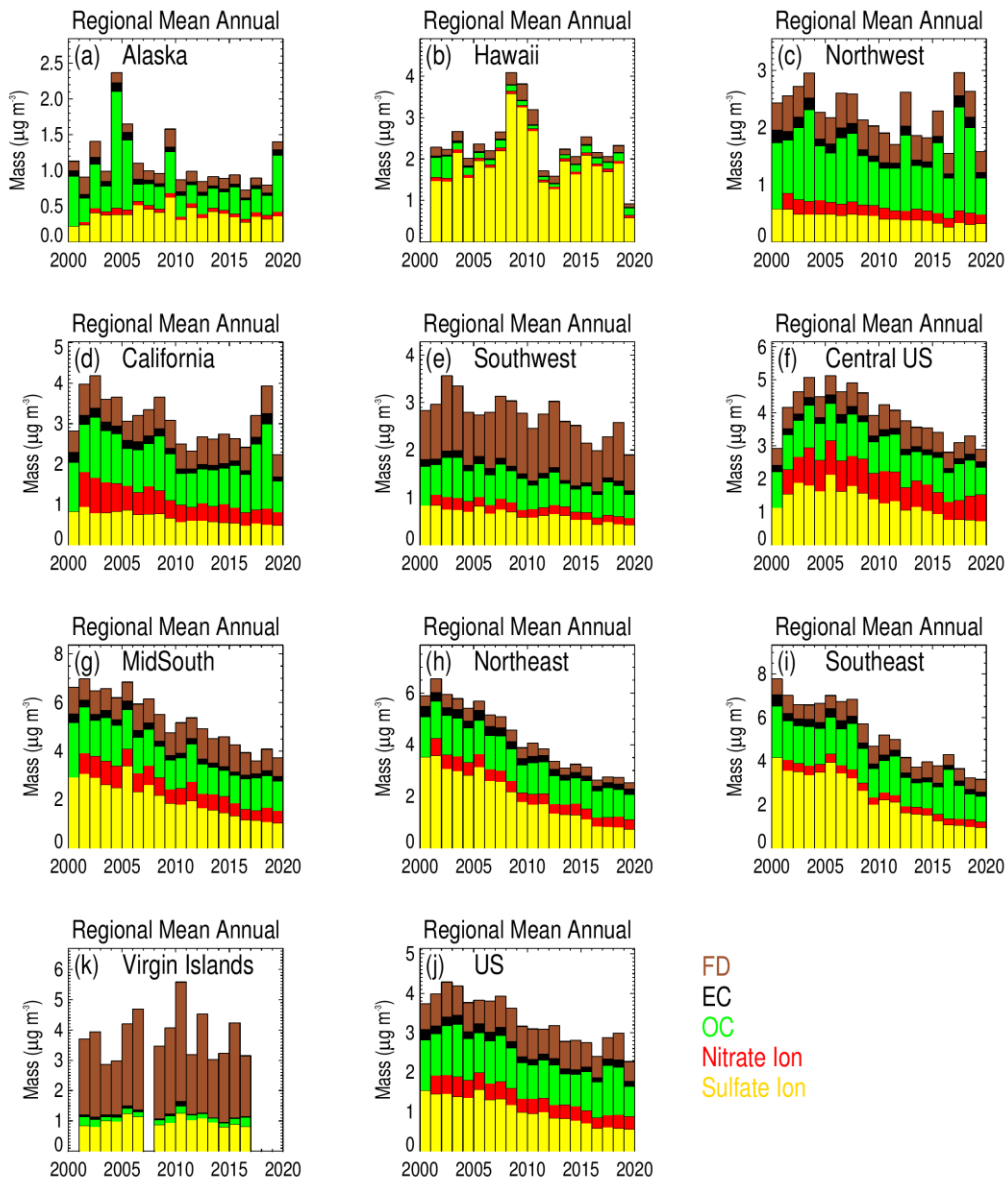 Regional Mean Annual
(a) Alaska
Mass (µg m-3)
2.5
2.0
1.5
1.0
0.5
0.0
2000 2005 2010 2015 2020
Regional Mean Annual
(b) Hawaii
Mass (µg m-3)
4
3
2
1
0
2000 2005 2010 2015 2020
Regional Mean Annual
(c) Northwest
Mass (µg m-3)
3
2
1
0
2000 2005 2010 2015 2020
Regional Mean Annual
(d) California
Mass (µg m-3)
5
4
3
2
1
0
2000 2005 2010 2015 2020
Regional Mean Annual
(e) Southwest
Mass (µg m-3)
4
3
2
1
0
2000 2005 2010 2015 2020
Regional Mean Annual
(f) Central US
Mass (µg m-3)
6
5
4
3
2
1
0
2000 2005 2010 2015 2020
Regional Mean Annual
(g) MidSouth
Mass (µg m-3)
8
6
4
2
0
2000 2005 2010 2015 2020
Regional Mean Annual
(h) Northeast
Mass (µg m-3)
6
4
2
0
2000 2005 2010 2015 2020
Regional Mean Annual
(i) Southeast
Mass (µg m-3)
8
6
4
2
0
2000 2005 2010 2015 2020
Regional Mean Annual
(k) Virgin Islands
Mass (µg m-3)
6
5
4
3
2
1
0
2000 2005 2010 2015 2020
Regional Mean Annual
(j) US
Mass (µg m-3)
5
4
3
2
1
0
2000 2005 2010 2015 2020
FD
EC
OC
Nitrate Ion
Sulfate Ion